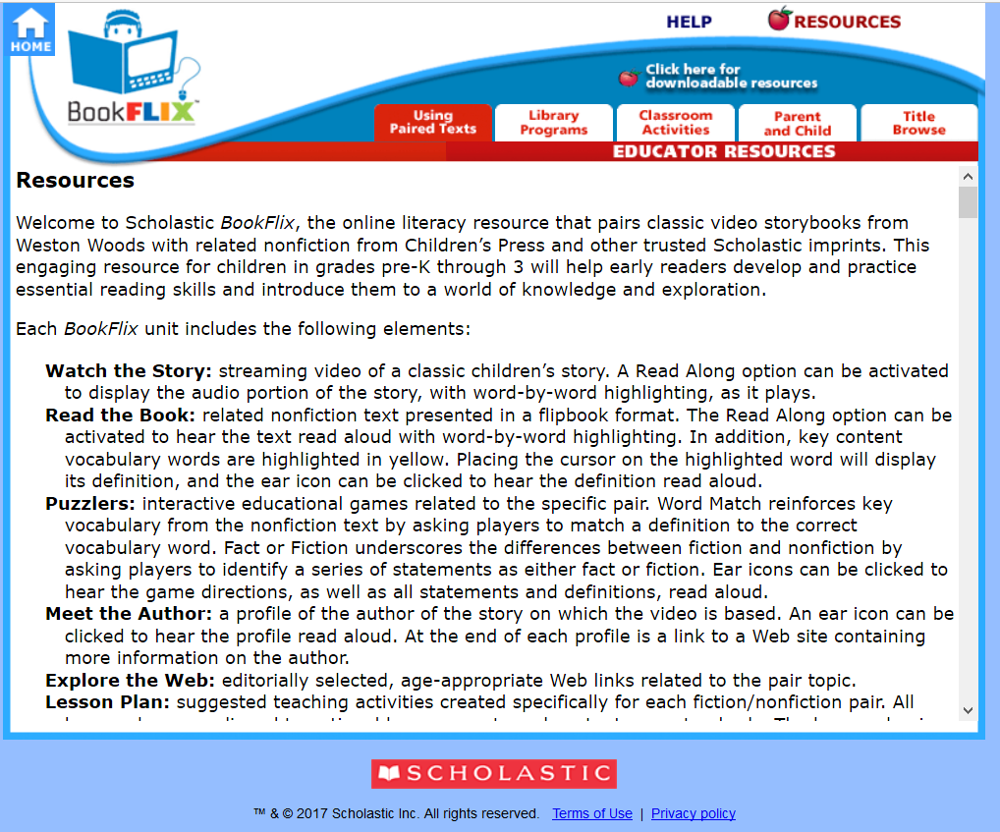 HOME
BookFLIX™
HELP
RESOURCES
Click here for
downloadable resources
Using
Paired Texts
Library
Programs
Classroom
Activities
Parent
and Child
Title
Browse
EDUCATOR RESOURCES
Resources
Welcome to Scholastic BookFlix, the online literacy resource that pairs classic video storybooks from
Weston Woods with related nonfiction from Children’s Press and other trusted Scholastic imprints. This
engaging resource for children in grades pre-K through 3 will help early readers develop and practice
essential reading skills and introduce them to a world of knowledge and exploration.
Each BookFlix unit includes the following elements:
Watch the Story: streaming video of a classic children’s story. A Read Along option can be activated
to display the audio portion of the story, with word-by-word highlighting, as it plays.
Read the Book: related nonfiction text presented in a flipbook format. The Read Along option can be
activated to hear the text read aloud with word-by-word highlighting. In addition, key content
vocabulary words are highlighted in yellow. Placing the cursor on the highlighted word will display
its definition, and the ear icon can be clicked to hear the definition read aloud.
Puzzlers: interactive educational games related to the specific pair. Word Match reinforces key
vocabulary from the nonfiction text by asking players to match a definition to the correct
vocabulary word. Fact or Fiction underscores the differences between fiction and nonfiction by
asking players to identify a series of statements as either fact or fiction. Ear icons can be clicked to
hear the game directions, as well as all statements and definitions, read aloud.
Meet the Author: a profile of the author of the story on which the video is based. An ear icon can be
clicked to hear the profile read aloud. At the end of each profile is a link to a Web site containing
more information on the author.
Explore the Web: editorially selected, age-appropriate Web links related to the pair topic.
Lesson Plan: suggested teaching activities created specifically for each fiction/nonfiction pair. All
SCHOLASTIC
™ & © 2017 Scholastic Inc. All rights reserved. Terms of Use | Privacy policy